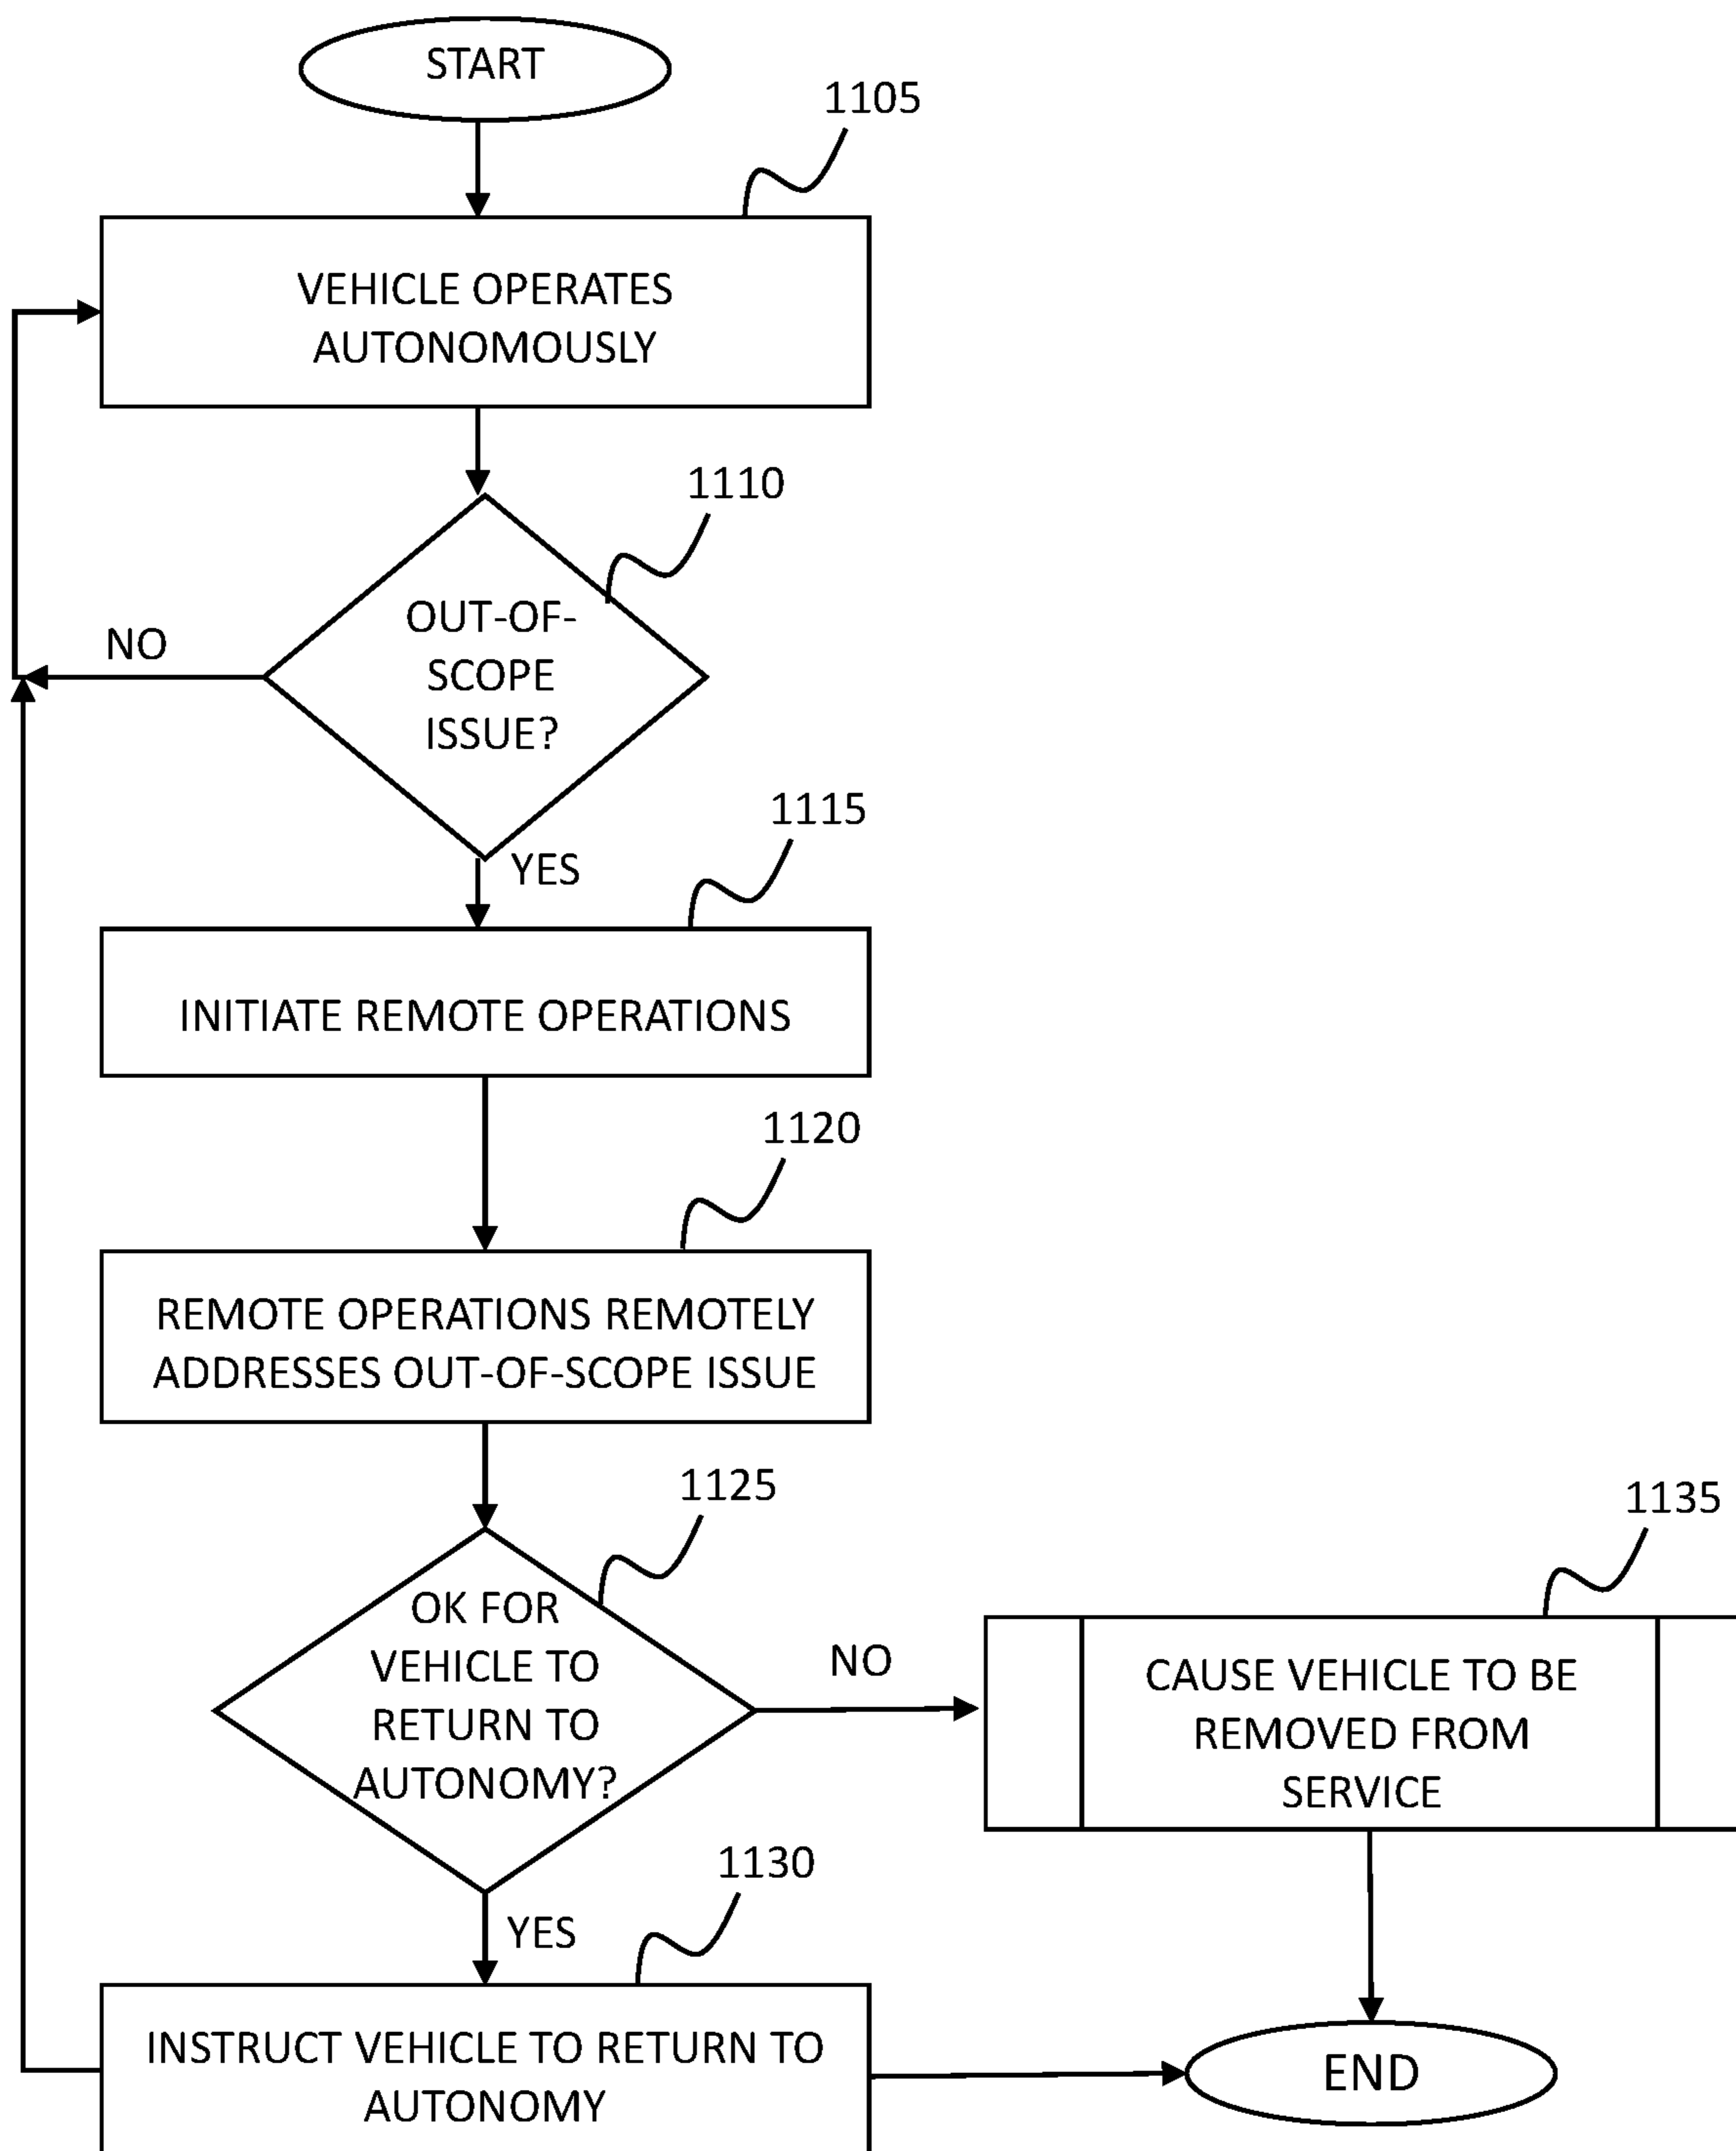 START
1105
VEHICLE OPERATES
AUTONOMOUSLY
1110
OUT-OF-
SCOPE
ISSUE?
NO
1115
YES
INITIATE REMOTE OPERATIONS
1120
REMOTE OPERATIONS REMOTELY
ADDRESSES OUT-OF-SCOPE ISSUE
1125
OK FOR
VEHICLE TO
RETURN TO
AUTONOMY?
NO
1135
CAUSE VEHICLE TO BE
REMOVED FROM
SERVICE
1130
YES
INSTRUCT VEHICLE TO RETURN TO
AUTONOMY
END